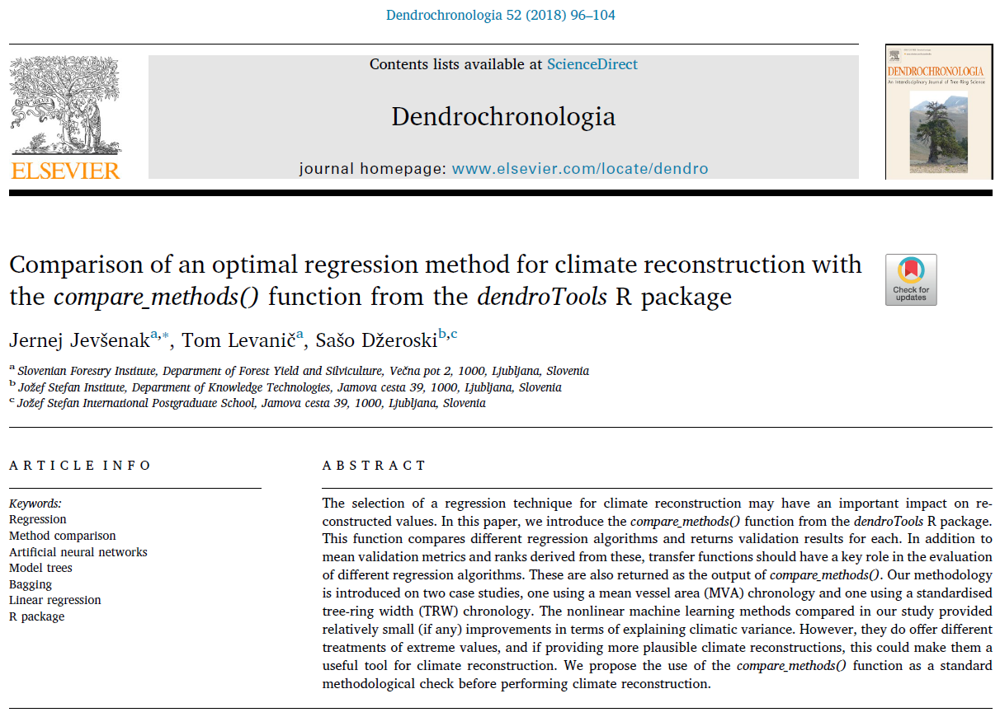 Dendrochronologia 52 (2018) 96–104
Contents lists available at ScienceDirect
Dendrochronologia
journal homepage: www.elsevier.com/locate/dendro
ELSEVIER
DENDROCHRONOLOGIA
An Interdisciplinary Journal of Tree-Ring Science
Comparison of an optimal regression method for climate reconstruction with
the compare_methods() function from the dendroTools R package
Check for
updates
Jernej Jevšenak a,*, Tom Levanič a, Sašo Džeroski b,c
a Slovenian Forestry Institute, Department of Forest Yield and Silviculture, Večna pot 2, 1000, Ljubljana, Slovenia
b Jožef Stefan Institute, Department of Knowledge Technologies, Jamova cesta 39, 1000, Ljubljana, Slovenia
c Jožef Stefan International Postgraduate School, Jamova cesta 39, 1000, Ljubljana, Slovenia
ARTICLE INFO
Keywords:
Regression
Method comparison
Artificial neural networks
Model trees
Bagging
Linear regression
R package
ABSTRACT
The selection of a regression technique for climate reconstruction may have an important impact on re-
constructed values. In this paper, we introduce the compare_methods() function from the dendroTools R package.
This function compares different regression algorithms and returns validation results for each. In addition to
mean validation metrics and ranks derived from these, transfer functions should have a key role in the evaluation
of different regression algorithms. These are also returned as the output of compare_methods(). Our methodology
is introduced on two case studies, one using a mean vessel area (MVA) chronology and one using a standardised
tree-ring width (TRW) chronology. The nonlinear machine learning methods compared in our study provided
relatively small (if any) improvements in terms of explaining climatic variance. However, they do offer different
treatments of extreme values, and if providing more plausible climate reconstructions, this could make them a
useful tool for climate reconstruction. We propose the use of the compare_methods() function as a standard
methodological check before performing climate reconstruction.